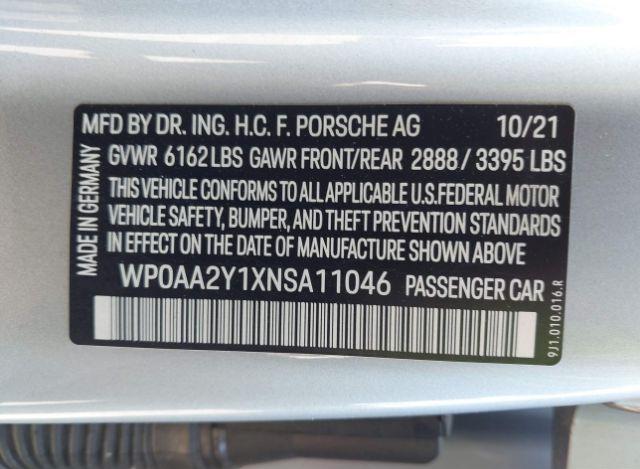 MFD BY DR. ING. H.C. F. PORSCHE AG 10/21
GVWR 6162 LBS GAWR FRONT/REAR 2888 / 3395 LBS
THIS VEHICLE CONFORMS TO ALL APPLICABLE U.S.FEDERAL MOTOR
VEHICLE SAFETY, BUMPER, AND THEFT PREVENTION STANDARDS
IN EFFECT ON THE DATE OF MANUFACTURE SHOWN ABOVE
WP0AA2Y1XNSA11046 PASSENGER CAR
MADE IN GERMANY
9J1.010.016.R